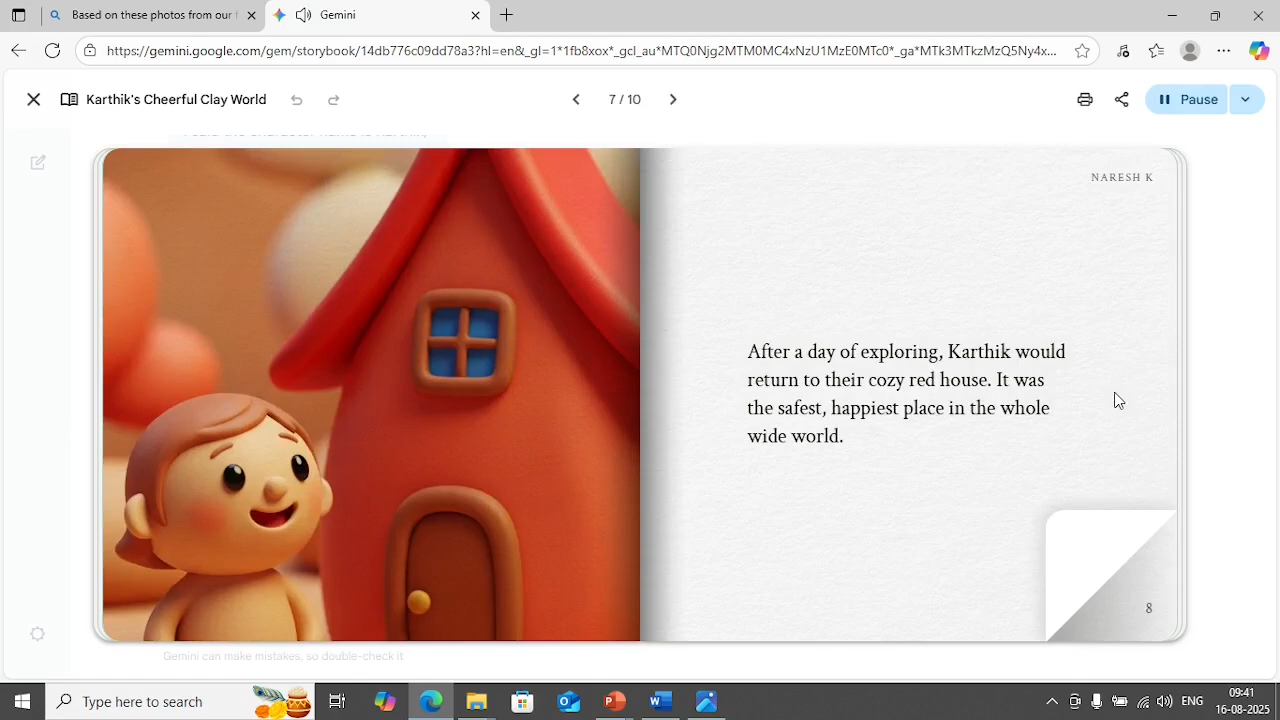 Based on these photos from our f
Gemini
https://gemini.google.com/gem/storybook/14db776c09dd78a3?hl=en&_gl=1*1fb8xox*_gcl_au*MTQ0Njg2MTM0MC4xNzU1MzE0MTc0*_ga*MTk3MTkzMzQ5Ny4x...
Karthik's Cheerful Clay World
7 / 10
Pause
NARESH K
After a day of exploring, Karthik would
return to their cozy red house. It was
the safest, happiest place in the whole
wide world.
8
Gemini can make mistakes, so double-check it
Type here to search
ENG
09:41
16-08-2025